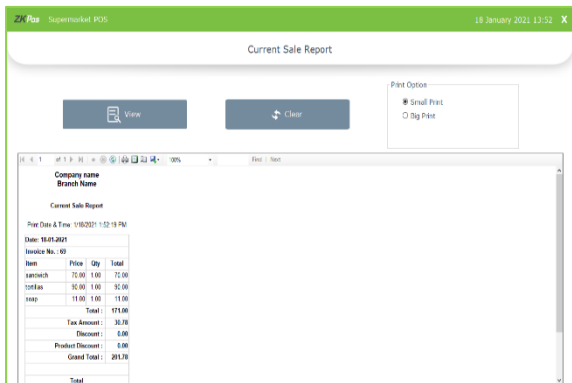 ZKPos Supermarket POS 18 January 2021 13:52 X
Current Sale Report
Print Option
View Clear Small Print
Big Print
1 of 1 100% Find | Next
Company name
Branch Name
Current Sale Report
Print Date & Time: 1/18/2021 1:52:19 PM
Date: 18-01-2021
Invoice No. : 69
Item Price Qty Total
sandwich 70.00 1.00 70.00
tortillas 90.00 1.00 90.00
soap 11.00 1.00 11.00
Total : 171.00
Tax Amount : 30.78
Discount : 0.00
Product Discount : 0.00
Grand Total : 201.78
Total